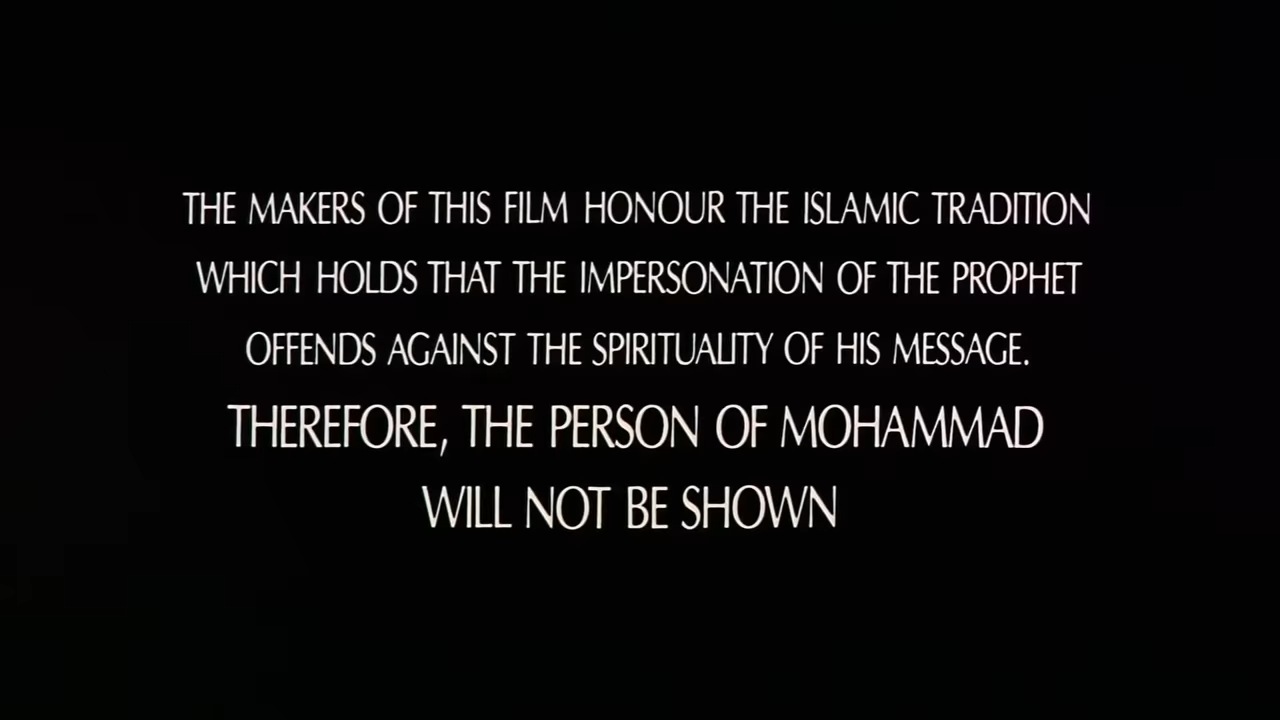 THE MAKERS OF THIS FILM HONOUR THE ISLAMIC TRADITION
WHICH HOLDS THAT THE IMPERSONATION OF THE PROPHET
OFFENDS AGAINST THE SPIRITUALITY OF HIS MESSAGE.
THEREFORE, THE PERSON OF MOHAMMAD
WILL NOT BE SHOWN